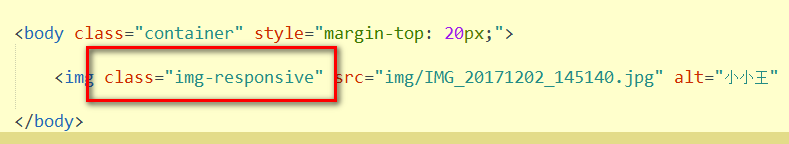 <body class="container" style="margin-top: 20px;">
<img class="img-responsive" src="img/IMG_20171202_145140.jpg" alt="小小王"
</body>